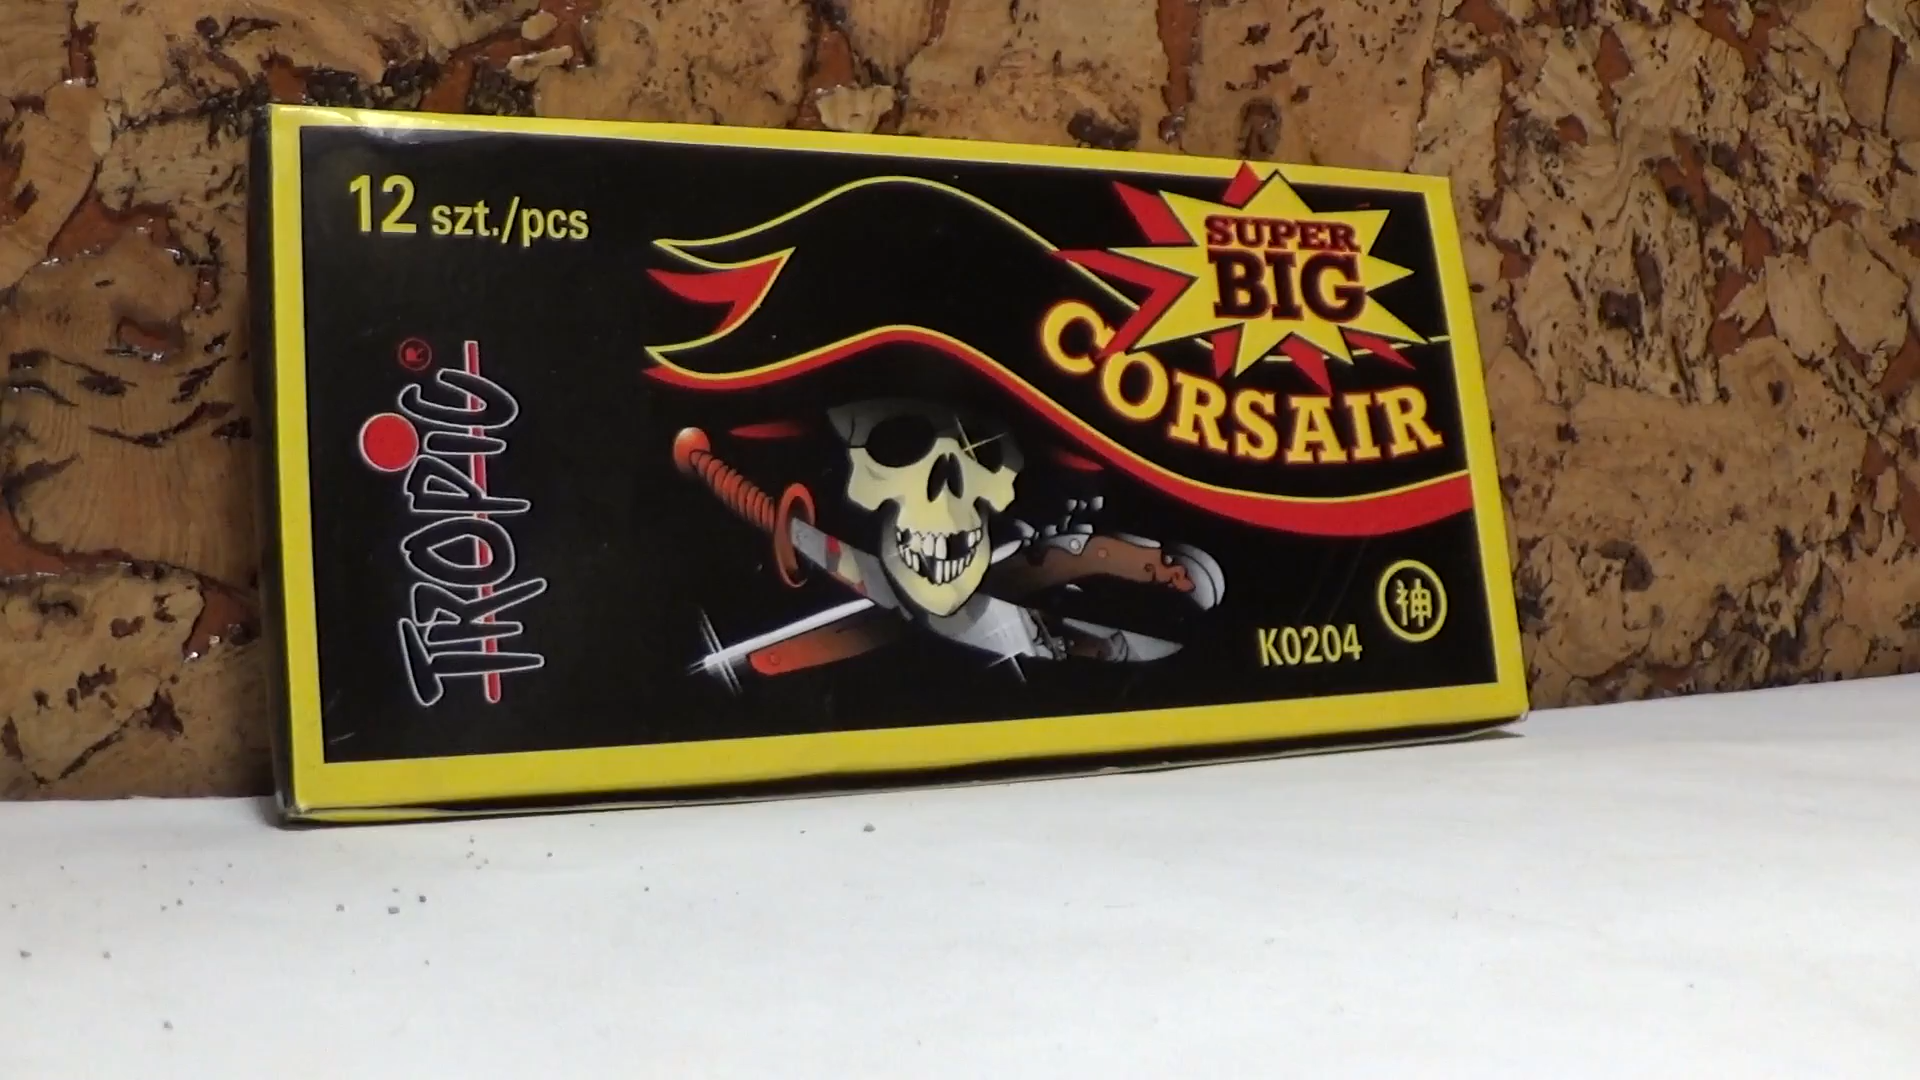 12 szt./pcs
TROPIC
SUPER
BIG
CORSAIR
K0204
神